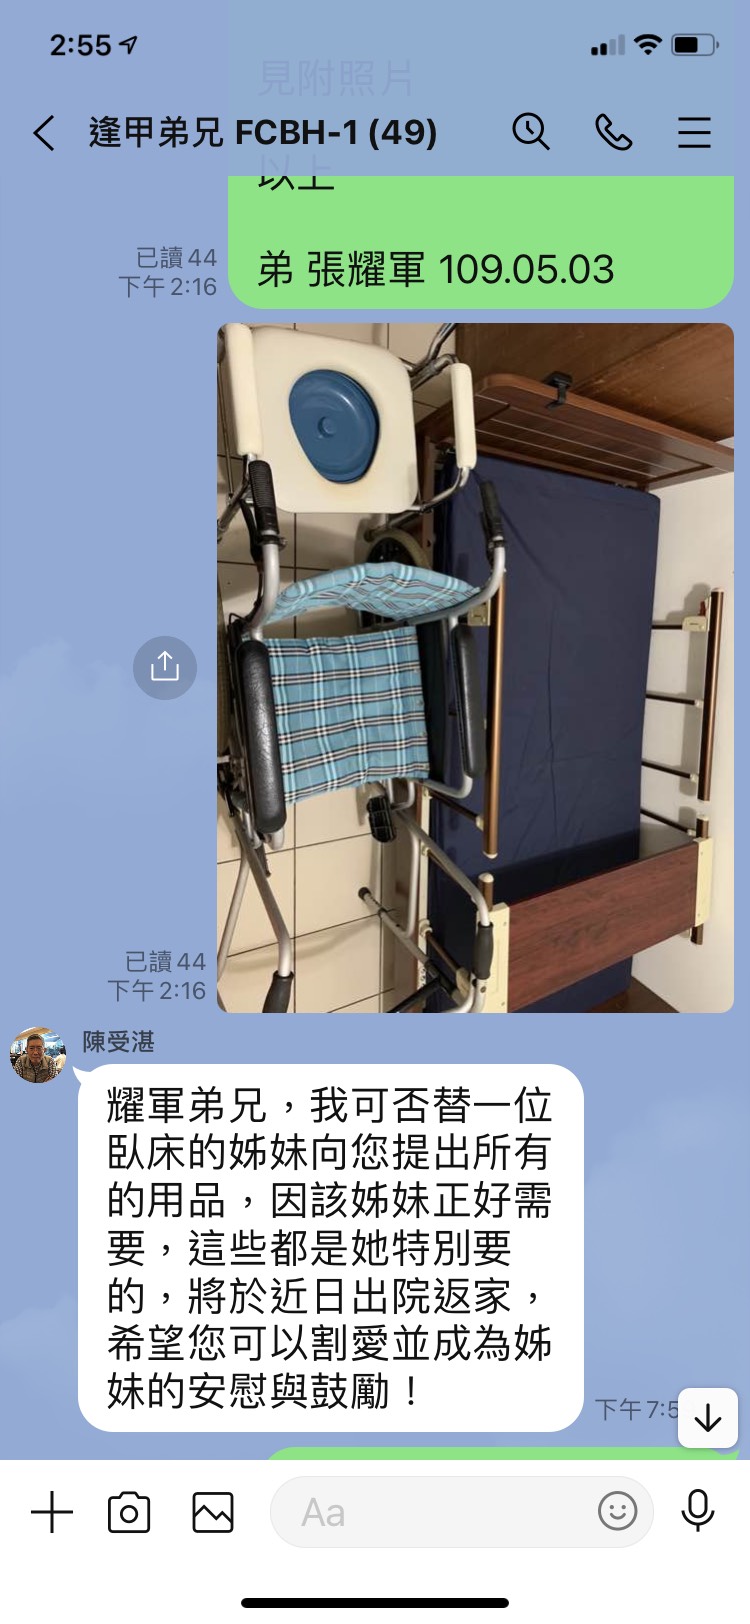 2:55
見附照片
逢甲弟兄 FCBH-1 (49)
以上
已讀 44
下午 2:16
弟 張耀軍 109.05.03
已讀 44
下午 2:16
陳受湛
耀軍弟兄，我可否替一位
臥床的姊妹向您提出所有
的用品，因該姊妹正好需
要，這些都是她特別要
的，將於近日出院返家，
希望您可以割愛並成為姊
妹的安慰與鼓勵！
下午 7:5
Aa